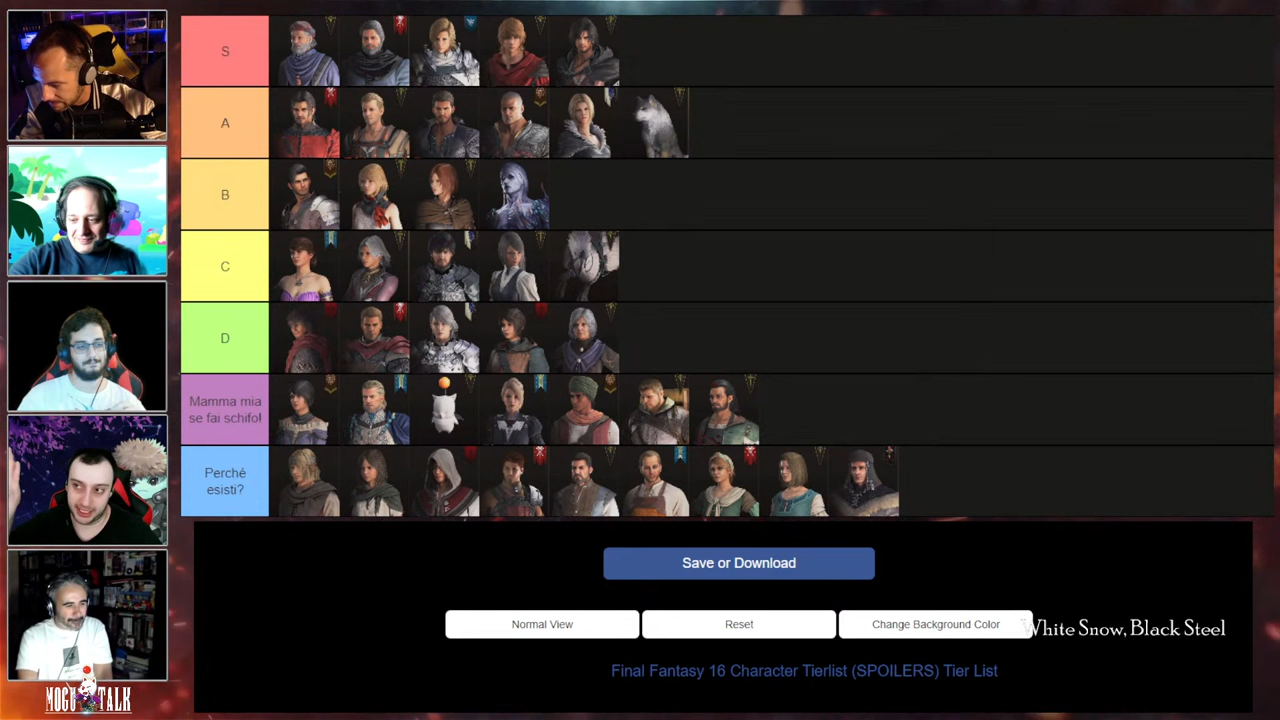 S
A
B
C
D
Mamma mia
se fai schifo!
Perché
esisti?
Save or Download
Normal View
Reset
Change Background Color
White Snow, Black Steel
Final Fantasy 16 Character Tierlist (SPOILERS) Tier List
MOGU TALK